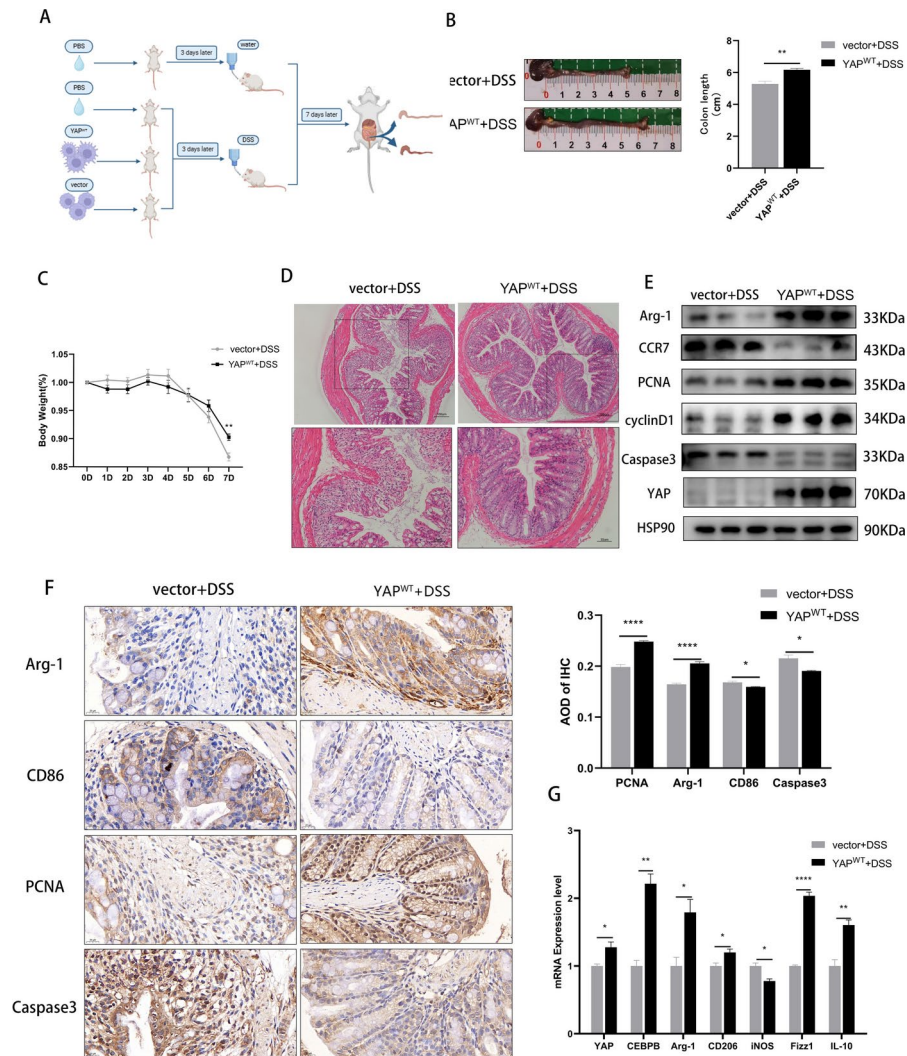 A
PBS
3 days later
water
PBS
YAPᵂᵀ
3 days later
DSS
vector
7 days later
B
vector+DSS
0 1 2 3 4 5 6 7 8
YAPᵂᵀ+DSS
0 1 2 3 4 5 6 7 8
Colon length
(cm)
8
6
4
2
0
**
vector+DSS
YAPᵂᵀ+DSS
vector+DSS
YAPᵂᵀ+DSS
C
vector+DSS
YAPᵂᵀ+DSS
Body Weight(%)
1.05
1.00
0.95
0.90
0.85
**
0D 1D 2D 3D 4D 5D 6D 7D
D
vector+DSS YAPᵂᵀ+DSS
E
vector+DSS YAPᵂᵀ+DSS
Arg-1 33KDa
CCR7 43KDa
PCNA 35KDa
cyclinD1 34KDa
Caspase3 33KDa
YAP 70KDa
HSP90 90KDa
F
vector+DSS YAPᵂᵀ+DSS
Arg-1
CD86
PCNA
Caspase3
vector+DSS
YAPᵂᵀ+DSS
AOD of IHC
0.4
0.3
0.2
0.1
0.0
**** **** * *
PCNA Arg-1 CD86 Caspase3
G
vector+DSS
YAPᵂᵀ+DSS
mRNA Expression level
3
2
1
0
* ** * * * **** **
YAP CEBPB Arg-1 CD206 iNOS Fizz1 IL-10